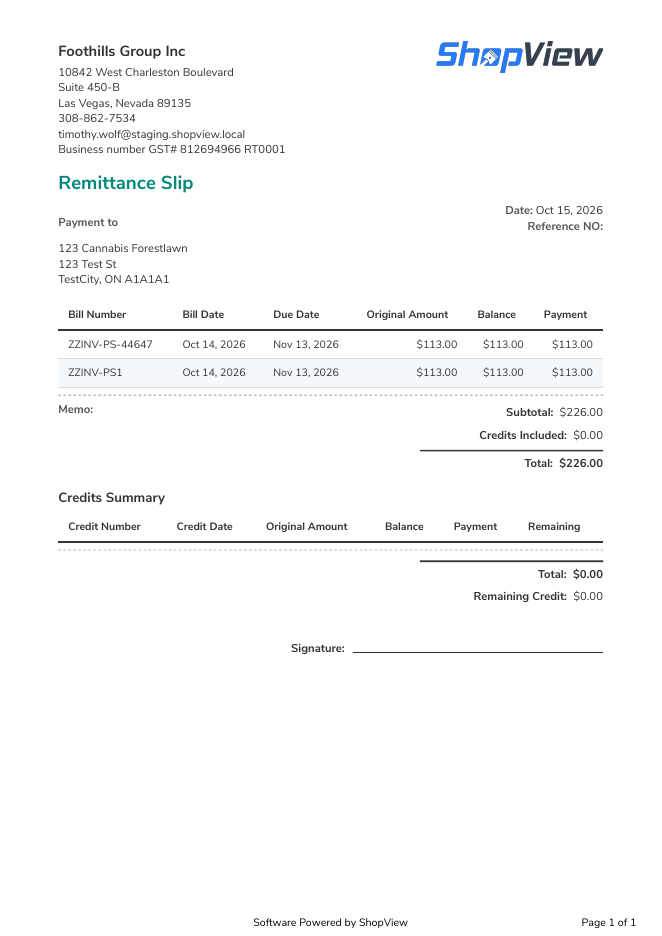 Foothills Group Inc
ShopView
10842 West Charleston Boulevard
Suite 450-B
Las Vegas, Nevada 89135
308-862-7534
timothy.wolf@staging.shopview.local
Business number GST# 812694966 RT0001
Remittance Slip
Date: Oct 15, 2026
Payment to
Reference NO:
123 Cannabis Forestlawn
123 Test St
TestCity, ON A1A1A1
Bill Number Bill Date Due Date Original Amount Balance Payment
ZZINV-PS-44647 Oct 14, 2026 Nov 13, 2026 $113.00 $113.00 $113.00
ZZINV-PS1 Oct 14, 2026 Nov 13, 2026 $113.00 $113.00 $113.00
Memo:
Subtotal: $226.00
Credits Included: $0.00
Total: $226.00
Credits Summary
Credit Number Credit Date Original Amount Balance Payment Remaining
Total: $0.00
Remaining Credit: $0.00
Signature:
Software Powered by ShopView Page 1 of 1